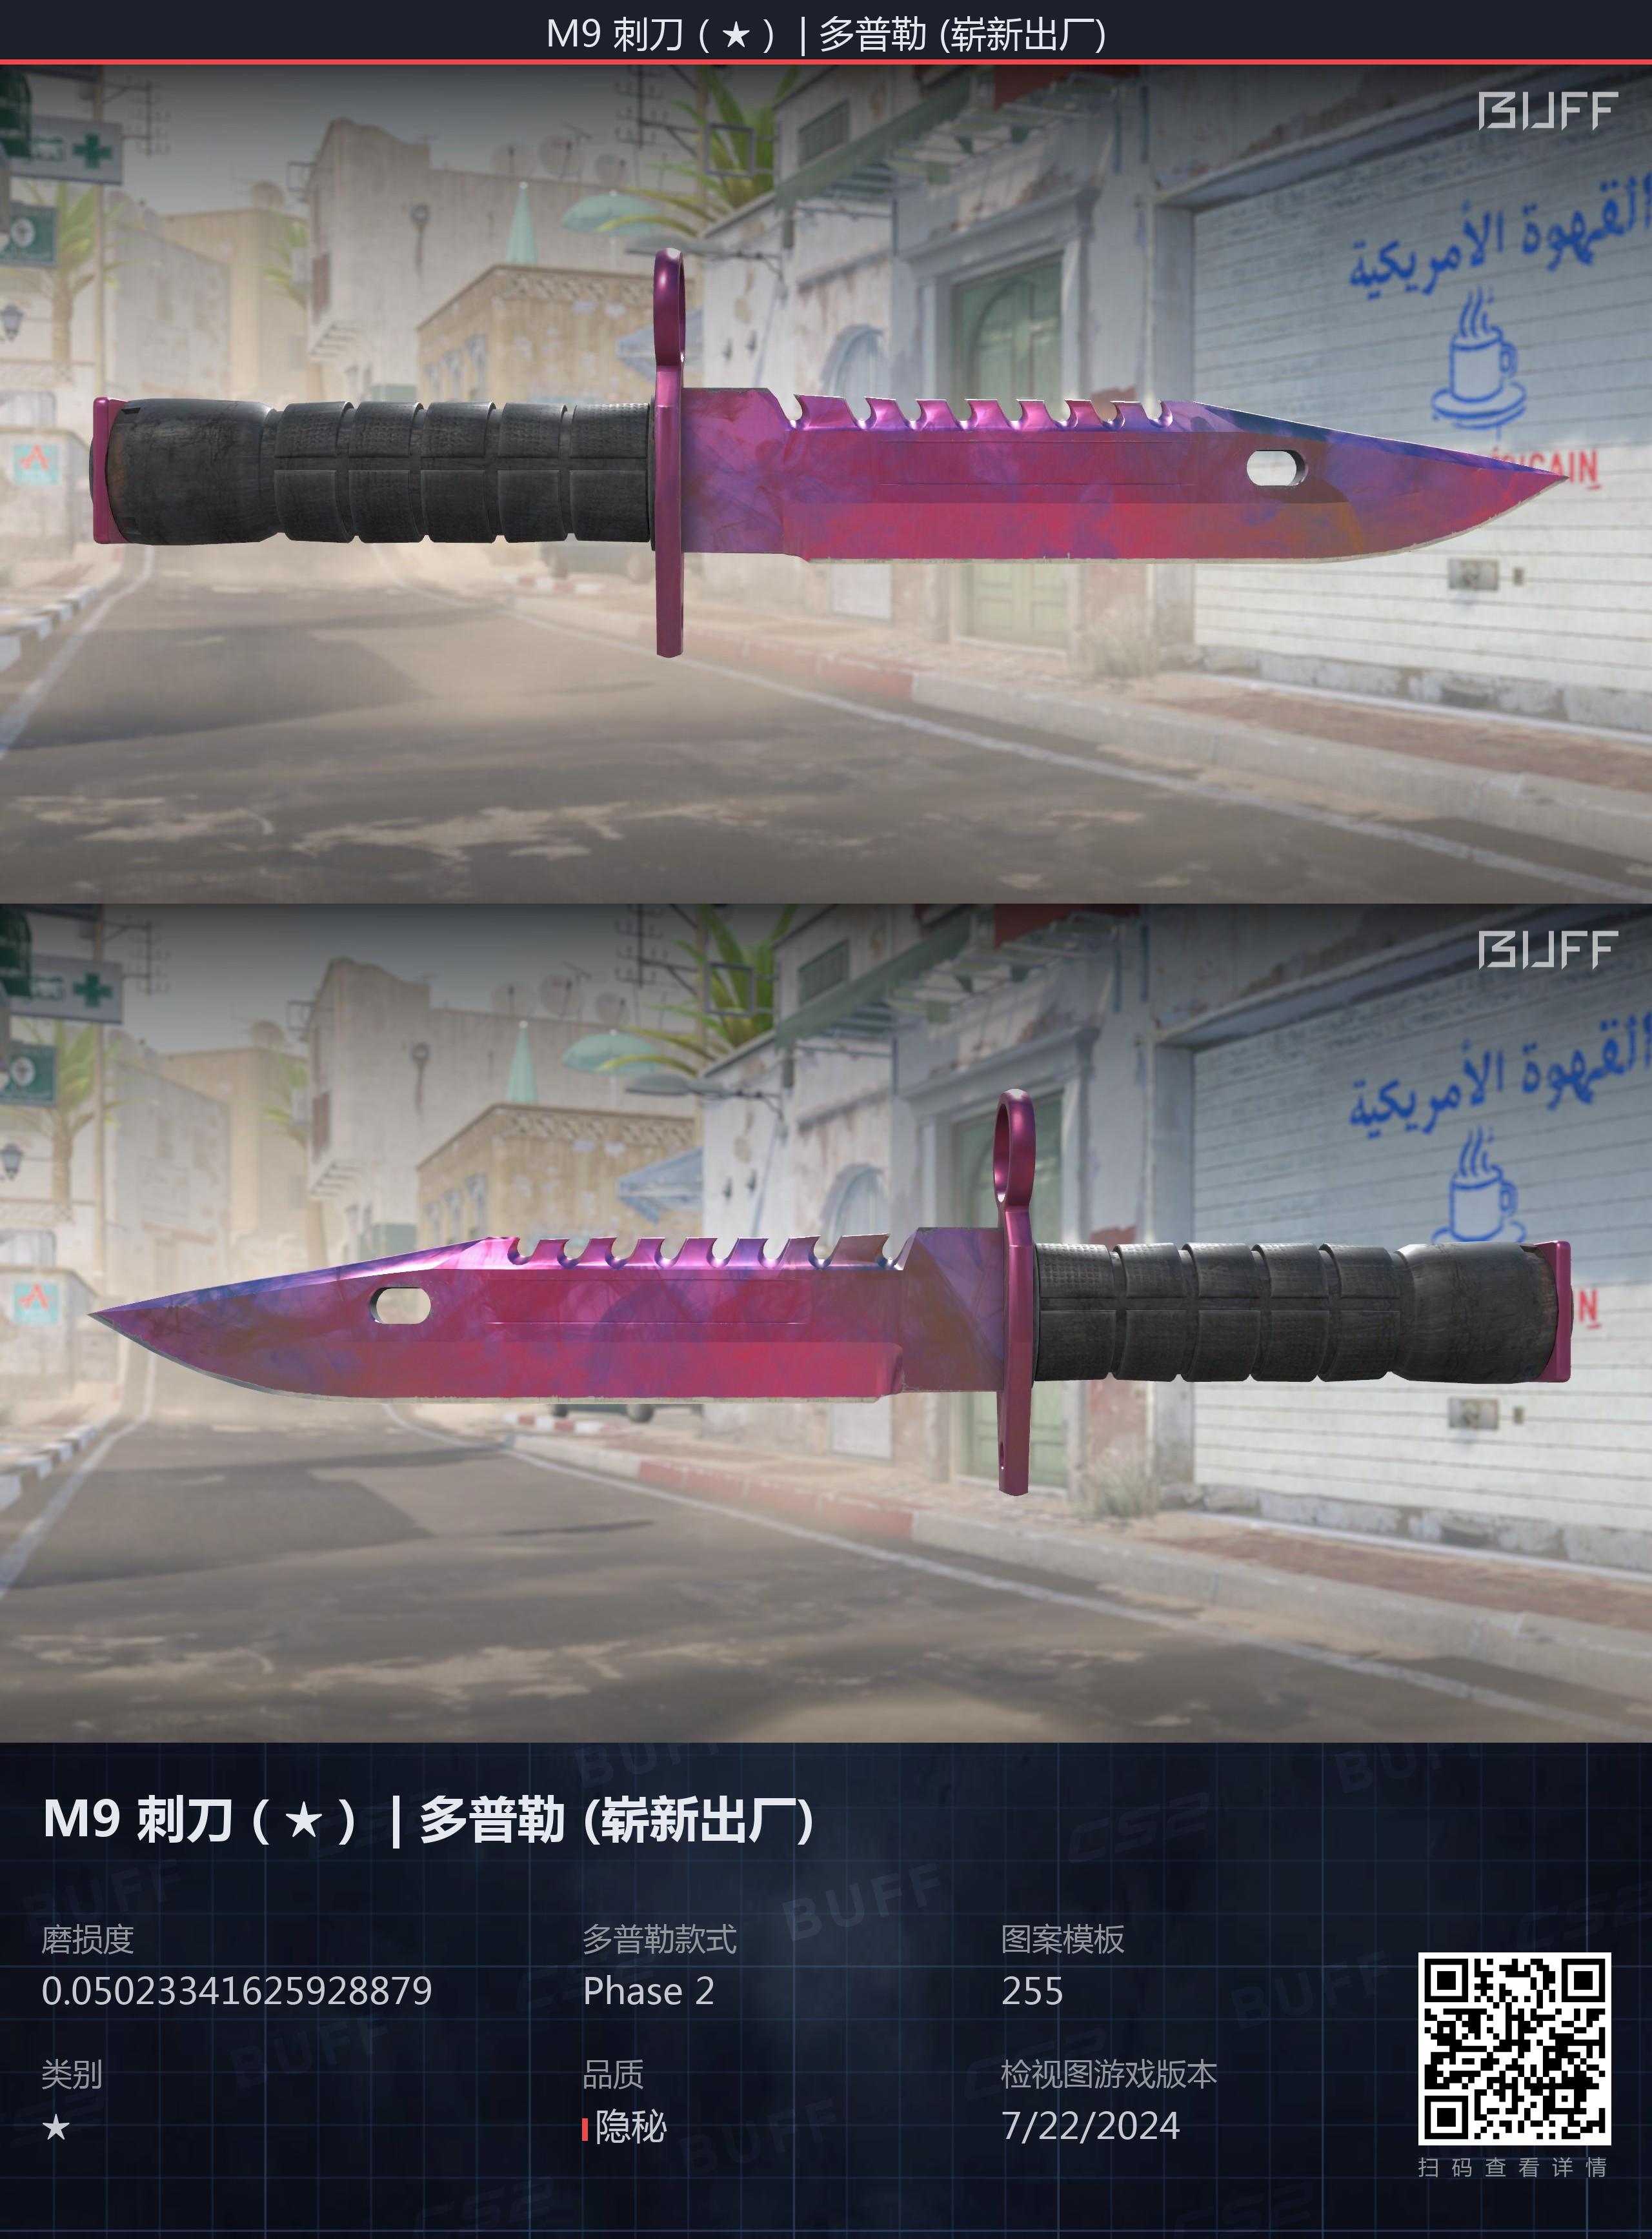 M9 刺刀（★） | 多普勒 (崭新出厂)
BUFF
القهوة الأمريكية
BUFF
القهوة الأمريكية
M9 刺刀（★） | 多普勒 (崭新出厂)
磨损度
多普勒款式
图案模板
0.05023341625928879
Phase 2
255
类别
品质
检视图游戏版本
★
隐秘
7/22/2024
扫码查看详情